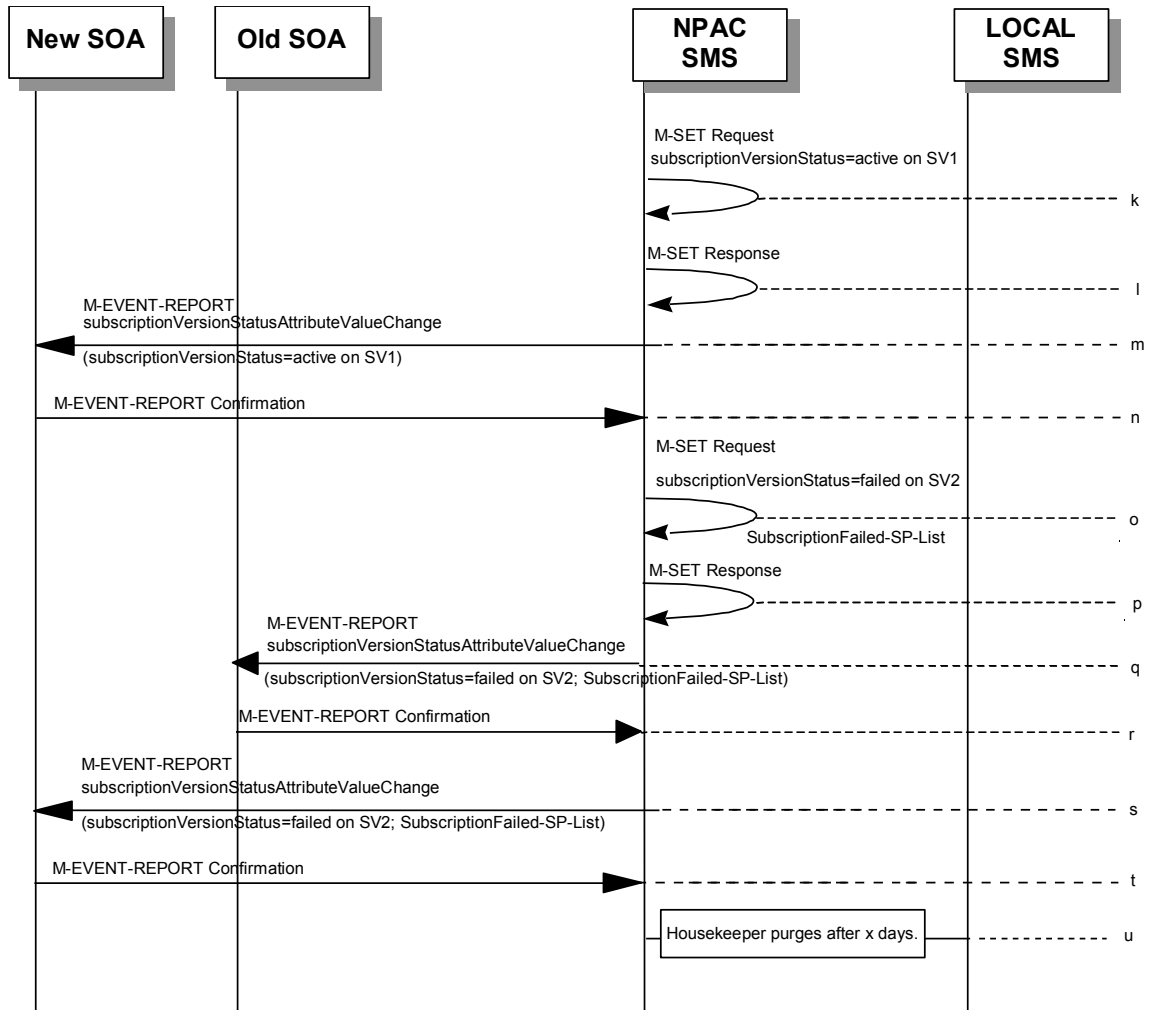 New SOA
Old SOA
NPAC
SMS
LOCAL
SMS
M-SET Request
subscriptionVersionStatus=active on SV1
k
M-SET Response
l
M-EVENT-REPORT
subscriptionVersionStatusAttributeValueChange
(subscriptionVersionStatus=active on SV1)
m
M-EVENT-REPORT Confirmation
n
M-SET Request
subscriptionVersionStatus=failed on SV2
o
SubscriptionFailed-SP-List
.
M-SET Response
p
.
M-EVENT-REPORT
subscriptionVersionStatusAttributeValueChange
q
(subscriptionVersionStatus=failed on SV2; SubscriptionFailed-SP-List)
M-EVENT-REPORT Confirmation
r
M-EVENT-REPORT
subscriptionVersionStatusAttributeValueChange
s
(subscriptionVersionStatus=failed on SV2; SubscriptionFailed-SP-List)
M-EVENT-REPORT Confirmation
t
Housekeeper purges after x days.
u